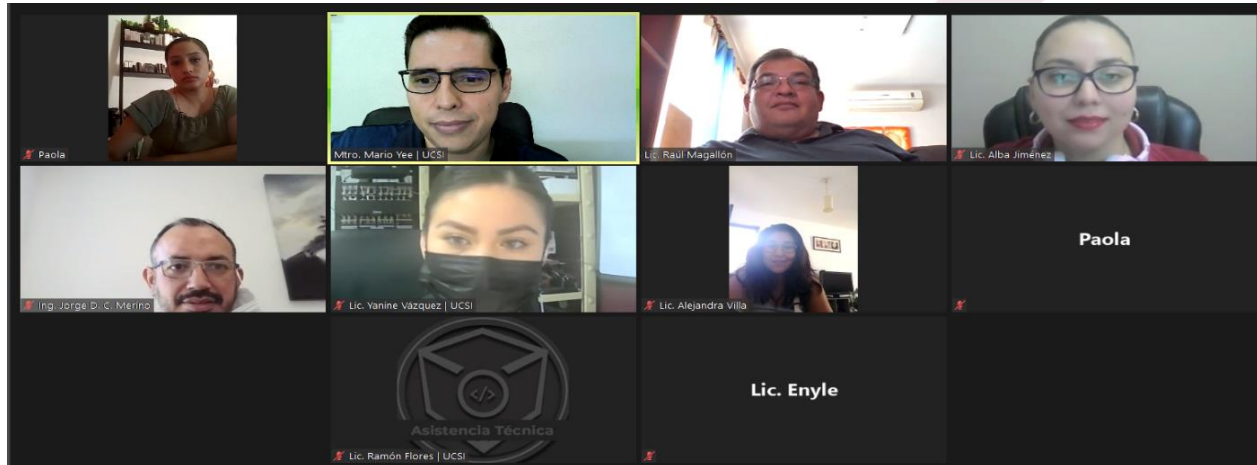 Paola
Mtro. Mario Yee | UCSI
Lic. Raúl Magallón
Lic. Alba Jiménez
Ing. Jorge D. C. Merino
Lic. Yanine Vázquez | UCSI
Lic. Alejandra Villa
Paola
</>
Asistencia Técnica
Lic. Ramón Flores | UCSI
Lic. Enyle